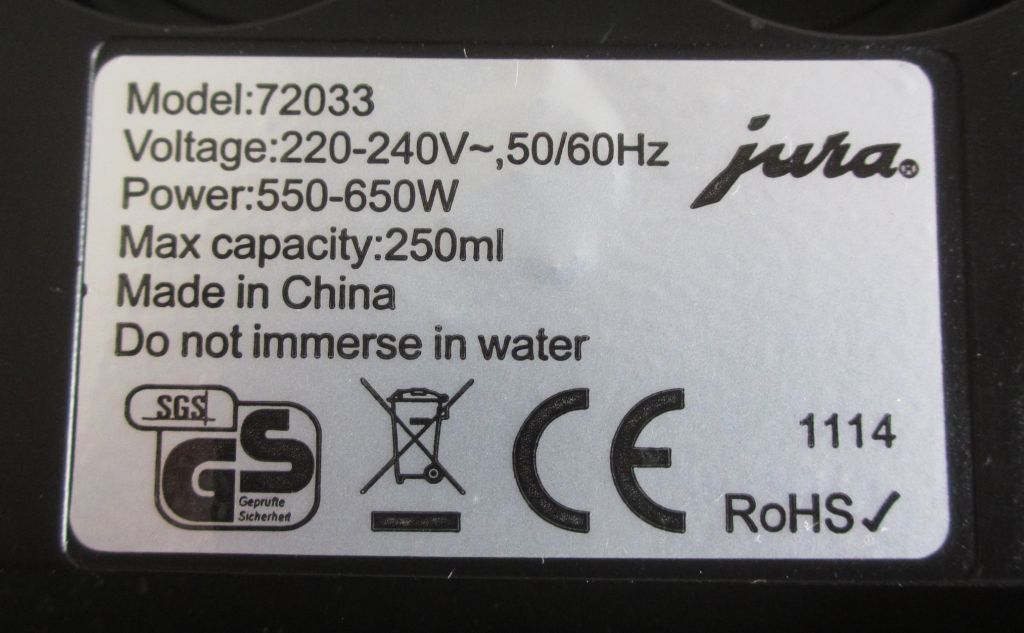 Model:72033
Voltage:220-240V~,50/60Hz
jura®
Power:550-650W
Max capacity:250ml
Made in China
Do not immerse in water
SGS
GS
Geprüfte
Sicherheit
CE
1114
RoHS✓